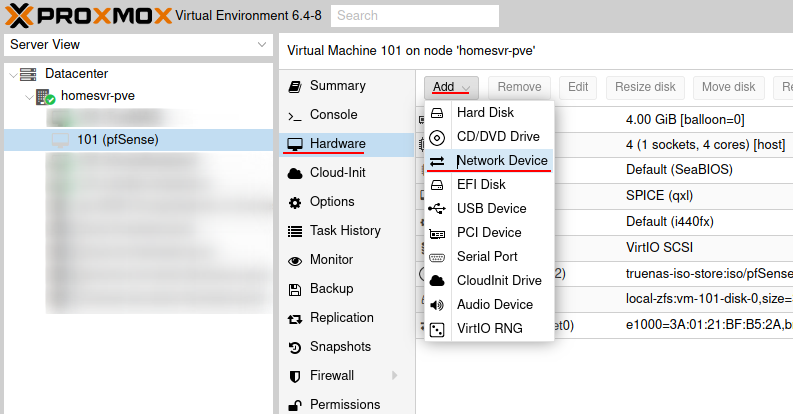 PROXMOX Virtual Environment 6.4-8 Search
Server View
Virtual Machine 101 on node 'homesvr-pve'
Datacenter
homesvr-pve
101 (pfSense)
Summary
Console
Hardware
Cloud-Init
Options
Task History
Monitor
Backup
Replication
Snapshots
Firewall
Permissions
Add Remove Edit Resize disk Move disk Re
Hard Disk
CD/DVD Drive
Network Device
EFI Disk
USB Device
PCI Device
Serial Port
CloudInit Drive
Audio Device
VirtIO RNG
4.00 GiB [balloon=0]
4 (1 sockets, 4 cores) [host]
Default (SeaBIOS)
SPICE (qxl)
Default (i440fx)
VirtIO SCSI
2) truenas-iso-store:iso/pfSense
local-zfs:vm-101-disk-0,size=
et0) e1000=3A:01:21:BF:B5:2A,br